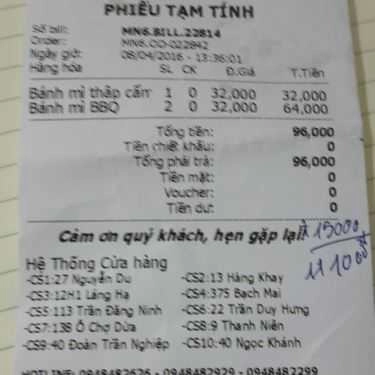 PHIẾU TẠM TÍNH
Số bill: MN6.BILL.22814
Order: MN6.OD-022842
Ngày giờ: 08/04/2016 - 13:36:01
Hàng hóa SL CK Đ.Giá T.Tiền
Bánh mì thập cẩm 1 0 32,000 32,000
Bánh mì BBQ 2 0 32,000 64,000
Tổng tiền: 96,000
Tiền chiết khấu: 0
Tổng phải trả: 96,000
Tiền mặt: 0
Voucher: 0
Tiền dư: 0
Cảm ơn quý khách, hẹn gặp lại!
15000
111000
Hệ Thống Cửa hàng
-CS1:27 Nguyễn Du -CS2:13 Hàng Khay
-CS3:12H1 Láng Hạ -CS4:375 Bạch Mai
-CS5:113 Trần Đăng Ninh -CS6:22 Trần Duy Hưng
-CS7:138 Ô Chợ Dừa -CS8:9 Thanh Niên
-CS9:40 Đoàn Trần Nghiệp -CS10:40 Ngọc Khánh
HOTLINE: 0948482626 - 0948482929 - 0948482299